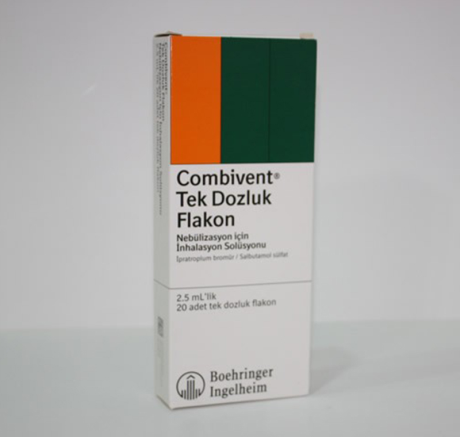 Combivent®
Tek Dozluk
Flakon
Nebülizasyon için
İnhalasyon Solüsyonu
İpratropium bromür / Salbutamol sülfat
2.5 mL'lik
20 adet tek dozluk flakon
Boehringer
Ingelheim